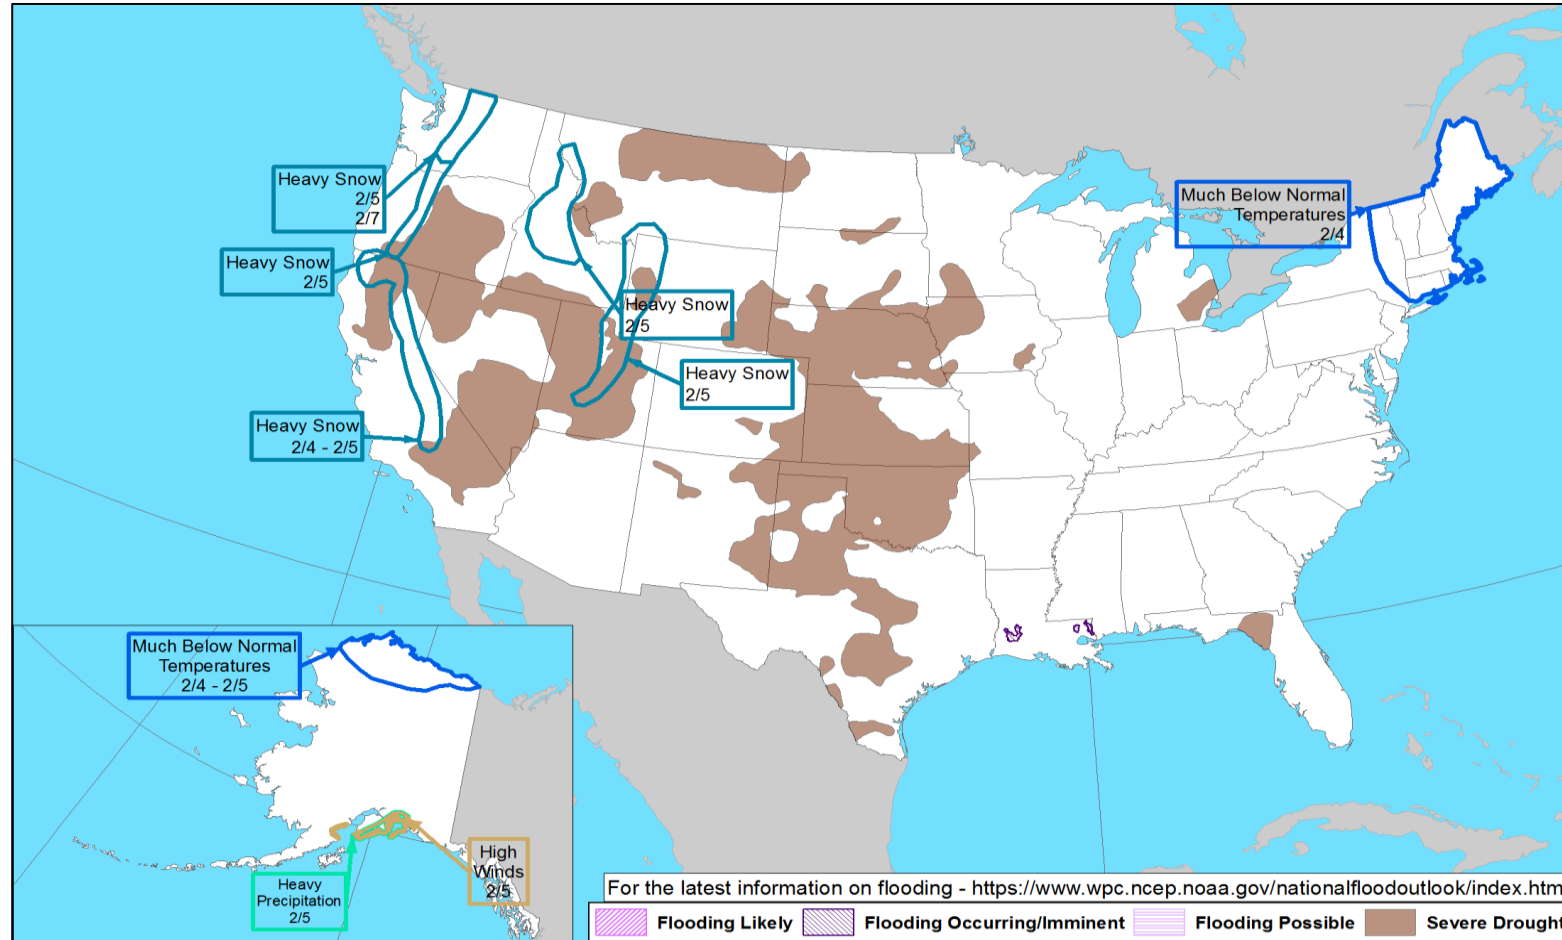 Heavy Snow
2/5
2/7
Heavy Snow
2/5
Heavy Snow
2/4 - 2/5
Heavy Snow
2/5
Heavy Snow
2/5
Much Below Normal
Temperatures
2/4
Much Below Normal
Temperatures
2/4 - 2/5
Heavy
Precipitation
2/5
High
Winds
2/5
For the latest information on flooding - https://www.wpc.ncep.noaa.gov/nationalfloodoutlook/index.htm
Flooding Likely Flooding Occurring/Imminent Flooding Possible Severe Drought